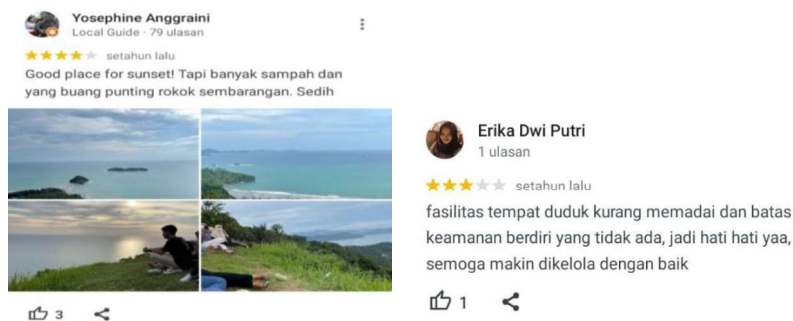 Yosephine Anggraini
Local Guide · 79 ulasan
setahun lalu
Good place for sunset! Tapi banyak sampah dan
yang buang punting rokok sembarangan. Sedih
3
Erika Dwi Putri
1 ulasan
setahun lalu
fasilitas tempat duduk kurang memadai dan batas
keamanan berdiri yang tidak ada, jadi hati hati yaa,
semoga makin dikelola dengan baik
1